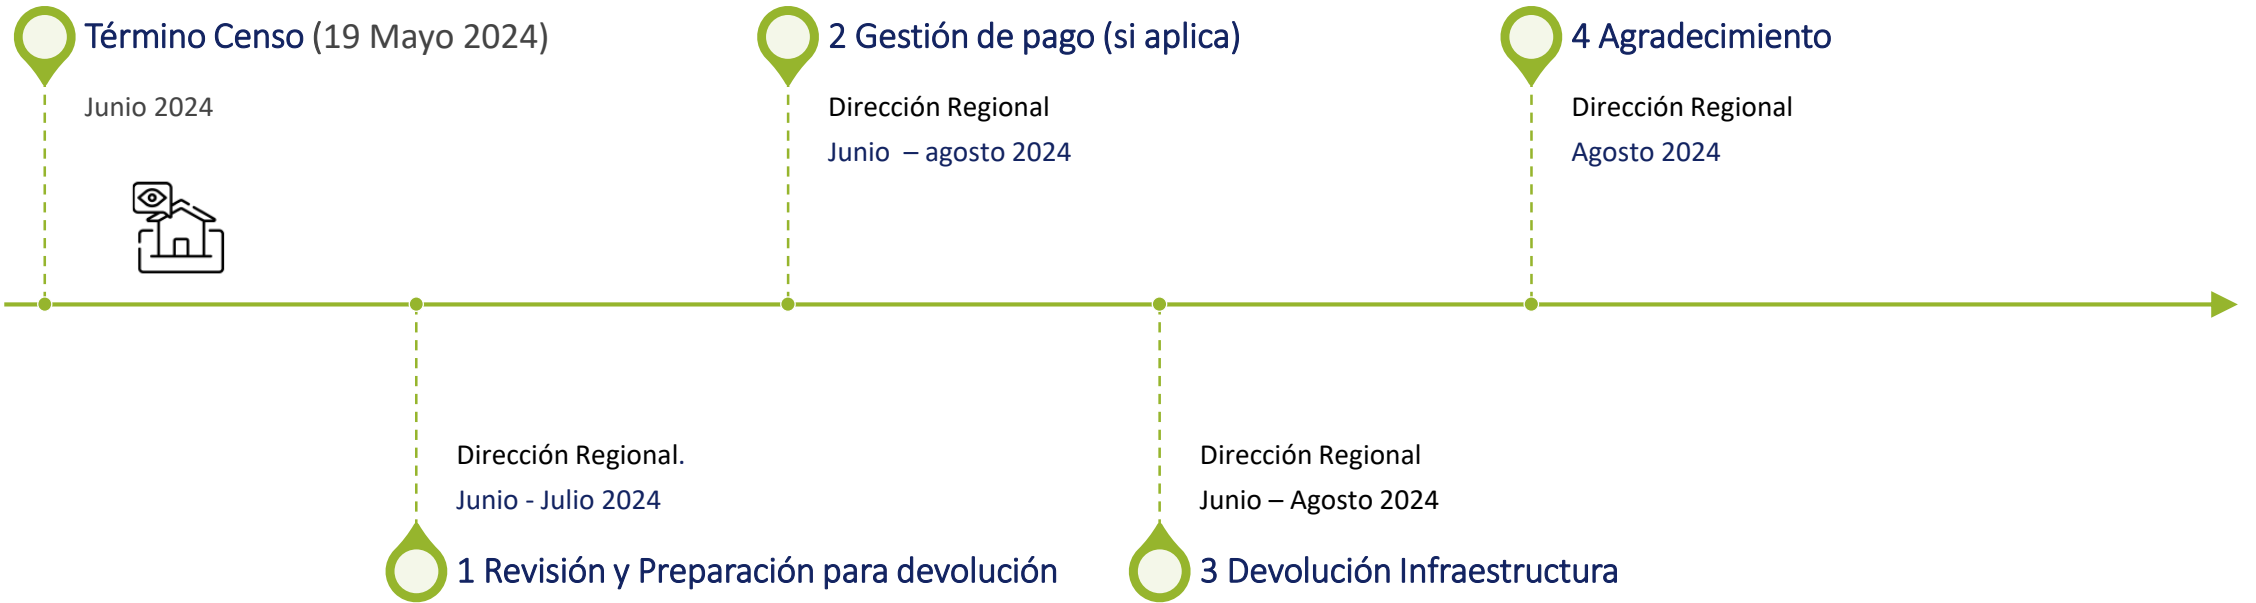 Término Censo (19 Mayo 2024)
Junio 2024
2 Gestión de pago (si aplica)
Dirección Regional
Junio – agosto 2024
4 Agradecimiento
Dirección Regional
Agosto 2024
Dirección Regional.
Junio - Julio 2024
1 Revisión y Preparación para devolución
Dirección Regional
Junio – Agosto 2024
3 Devolución Infraestructura